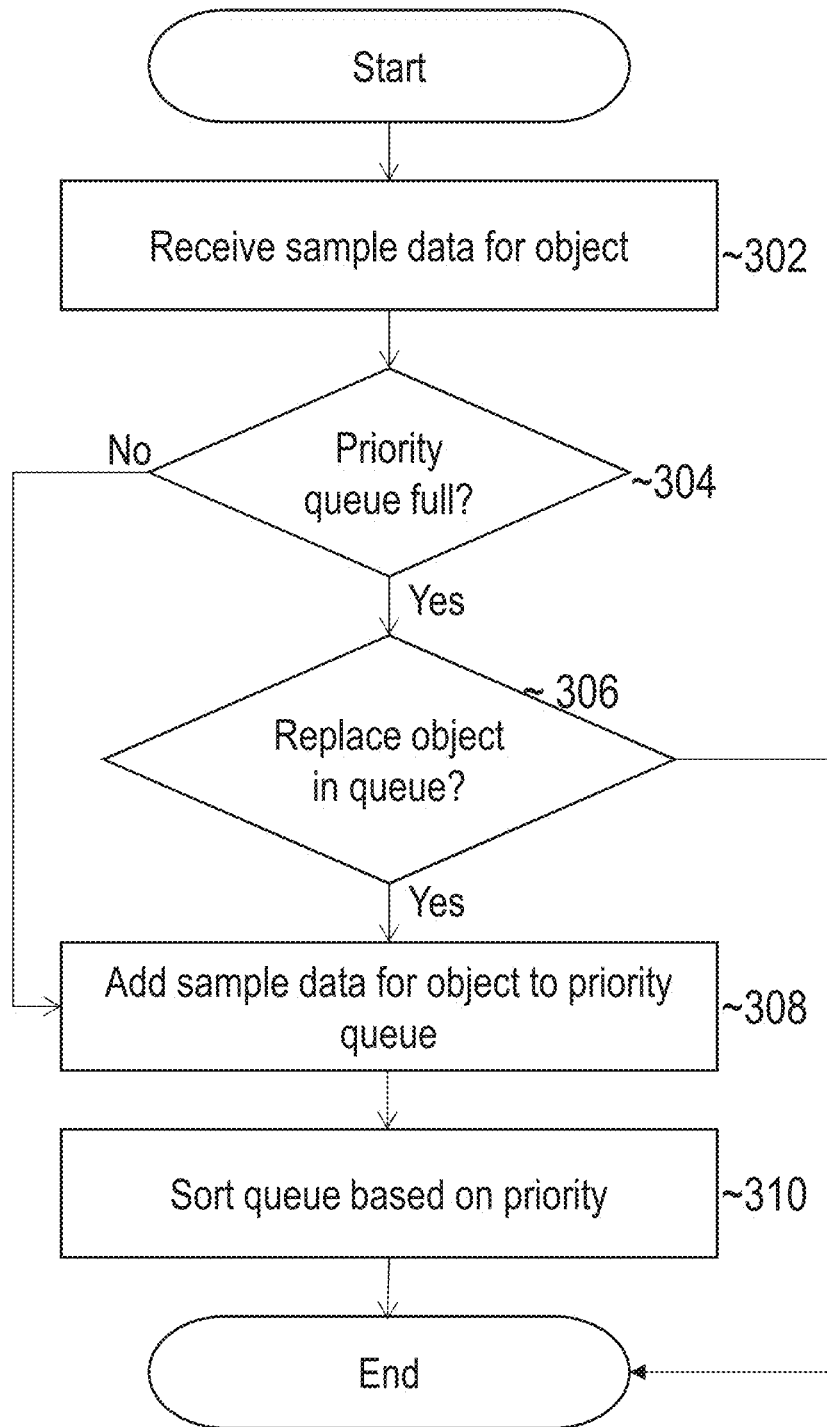 Start
Receive sample data for object
~302
No
Priority
queue full?
~304
Yes
~ 306
Replace object
in queue?
Yes
Add sample data for object to priority
queue
~308
Sort queue based on priority
~310
End